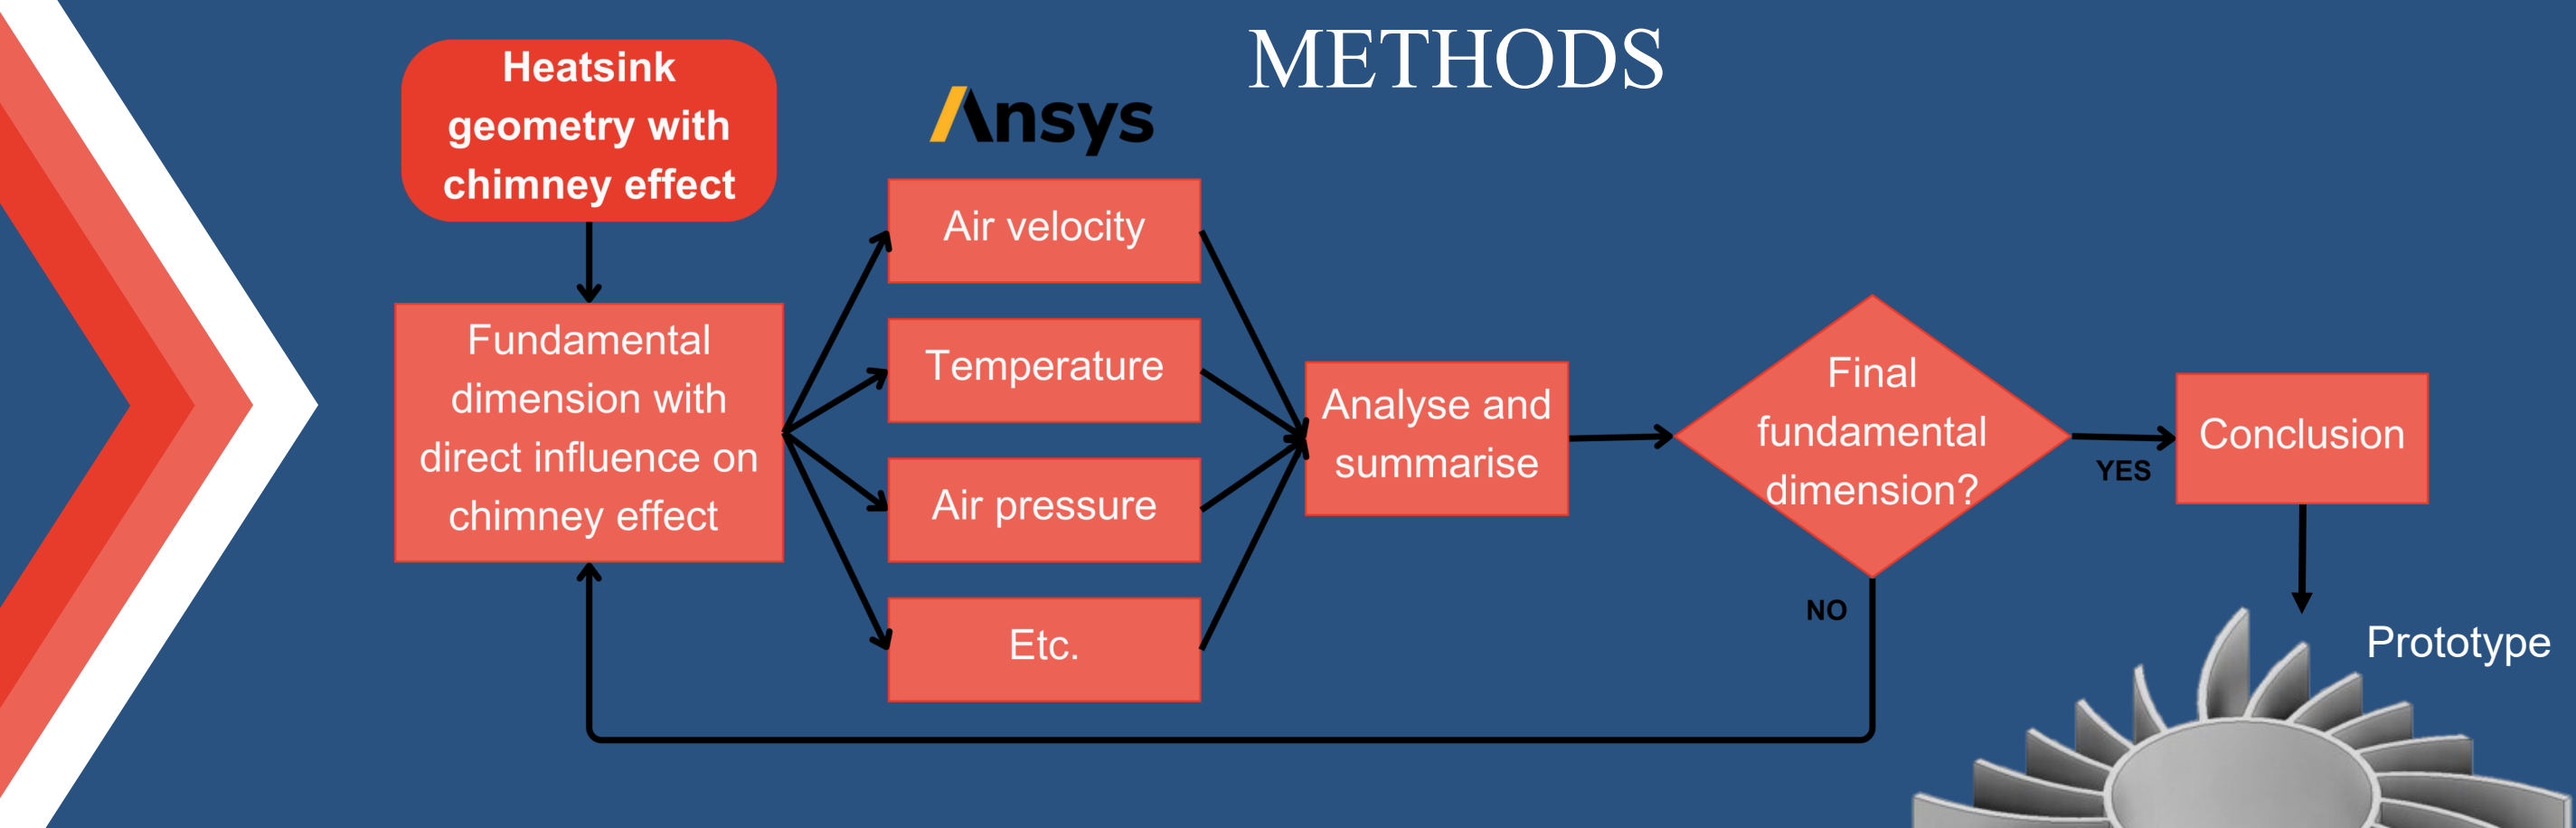 METHODS
Heatsink
geometry with
chimney effect
Ansys
Fundamental
dimension with
direct influence on
chimney effect
Air velocity
Temperature
Air pressure
Etc.
Analyse and
summarise
Final
fundamental
dimension?
YES
NO
Conclusion
Prototype